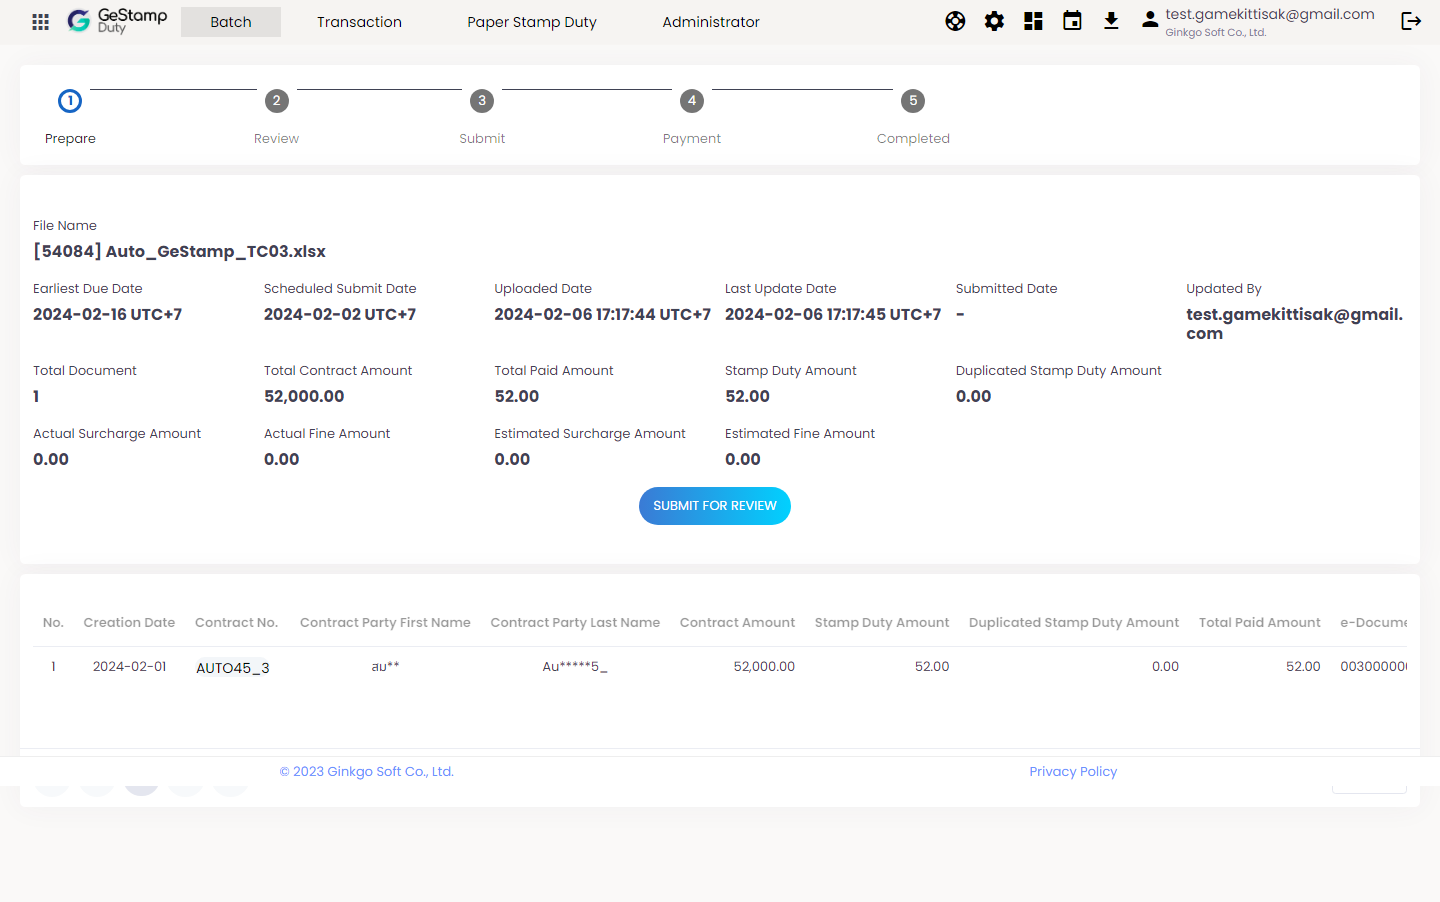 GeStamp
Duty
Batch
Transaction
Paper Stamp Duty
Administrator
test.gamekittisak@gmail.com
Ginkgo Soft Co., Ltd.
1
2
3
4
5
Prepare
Review
Submit
Payment
Completed
File Name
[54084] Auto_GeStamp_TC03.xlsx
Earliest Due Date
Scheduled Submit Date
Uploaded Date
Last Update Date
Submitted Date
Updated By
2024-02-16 UTC+7
2024-02-02 UTC+7
2024-02-06 17:17:44 UTC+7
2024-02-06 17:17:45 UTC+7
-
test.gamekittisak@gmail.
com
Total Document
Total Contract Amount
Total Paid Amount
Stamp Duty Amount
Duplicated Stamp Duty Amount
1
52,000.00
52.00
52.00
0.00
Actual Surcharge Amount
Actual Fine Amount
Estimated Surcharge Amount
Estimated Fine Amount
0.00
0.00
0.00
0.00
SUBMIT FOR REVIEW
No.
Creation Date
Contract No.
Contract Party First Name
Contract Party Last Name
Contract Amount
Stamp Duty Amount
Duplicated Stamp Duty Amount
Total Paid Amount
e-Docume
1
2024-02-01
AUTO45_3
สม**
Au*****5_
52,000.00
52.00
0.00
52.00
00300000
© 2023 Ginkgo Soft Co., Ltd.
Privacy Policy